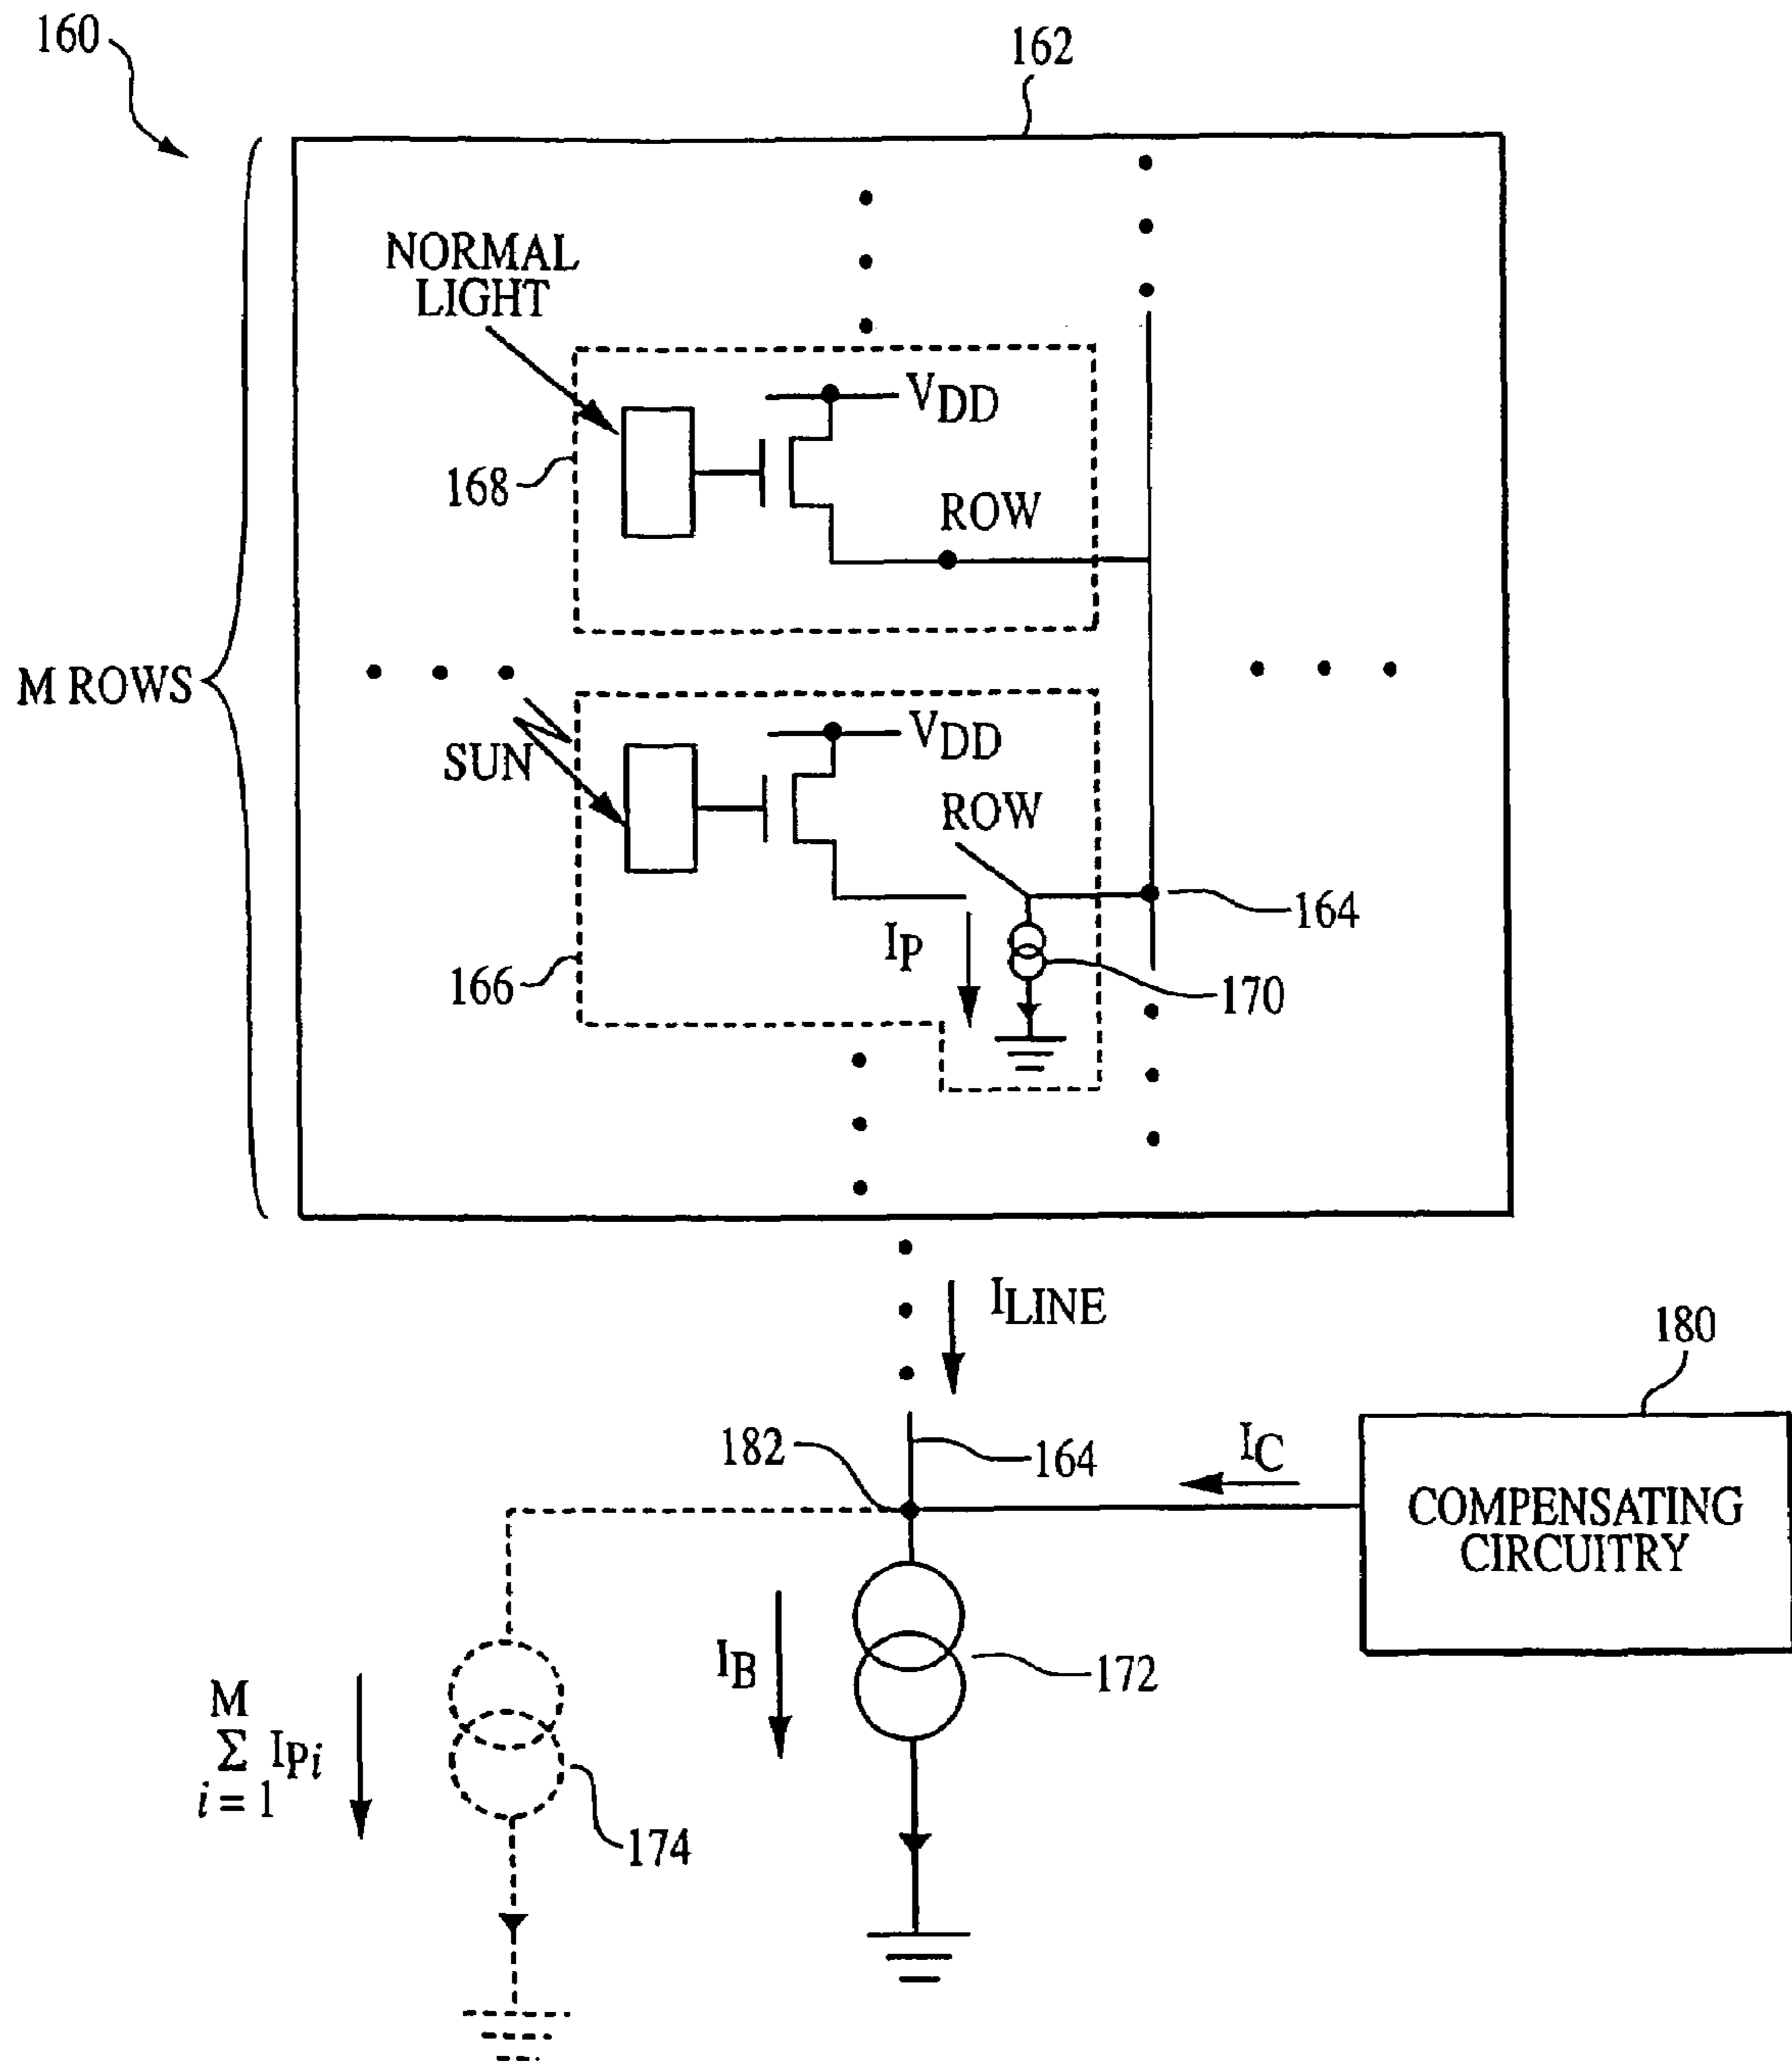 160
162
NORMAL
LIGHT
VDD
168
ROW
M ROWS
SUN
VDD
ROW
164
IP
166
170
ILINE
180
182
164
IC
COMPENSATING
CIRCUITRY
IB
172
M
Σ IPi
i = 1
174